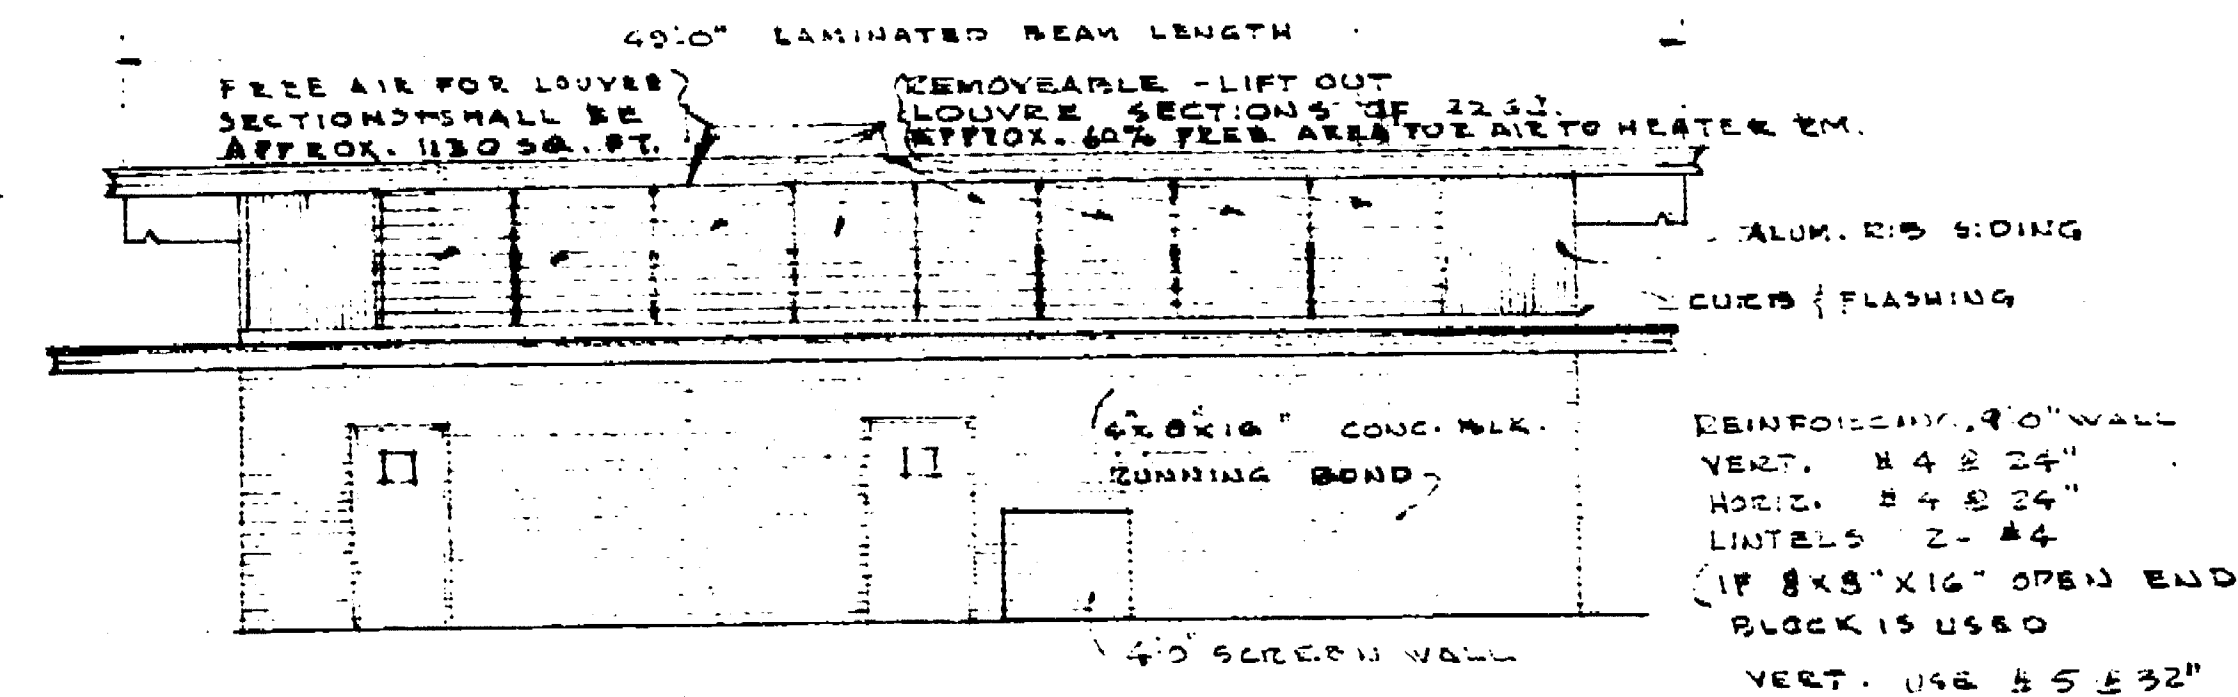 49'-0" LAMINATED BEAM LENGTH
FREE AIR FOR LOUVRE
SECTIONS SHALL BE
APPROX. SQ. FT.
REMOVEABLE - LIFT OUT
LOUVRE SECTIONS OF 22
APPROX. 60% FREE AREA FOR AIR TO HEATER RM.
ALUM. RIB SIDING
CURB & FLASHING
4"x8"x16" CONC. BLK.
RUNNING BOND
REINFORCING, 9'0" WALL
VERT. #4 @ 24"
HORIZ. #4 @ 24"
LINTELS 2- #4
(IF 8x8"x16" OPEN END
BLOCK IS USED
VERT. USE #5 @ 32"
4'0" SCREEN WALL